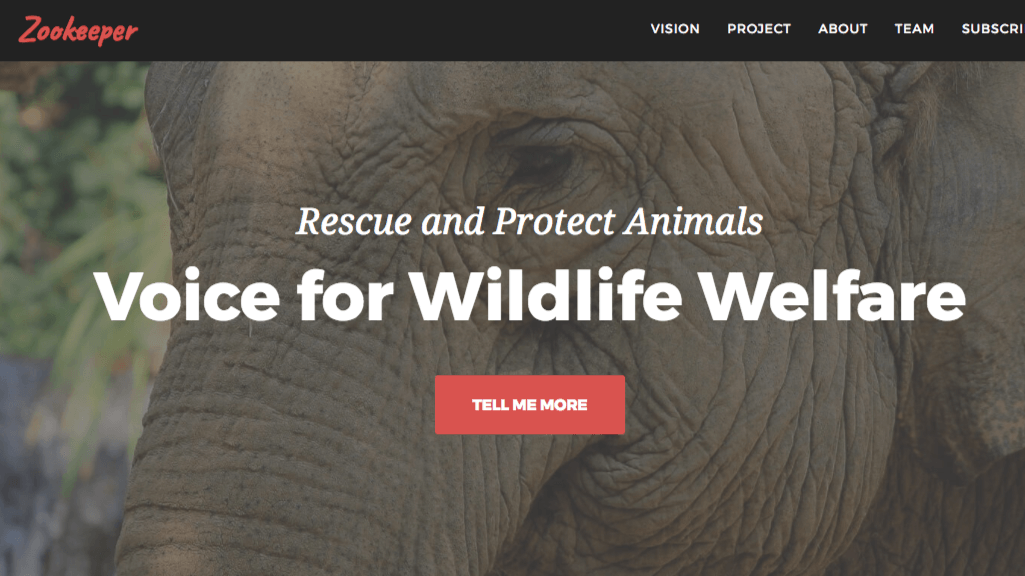 Zookeeper
VISION PROJECT ABOUT TEAM SUBSCRI
Rescue and Protect Animals
Voice for Wildlife Welfare
TELL ME MORE